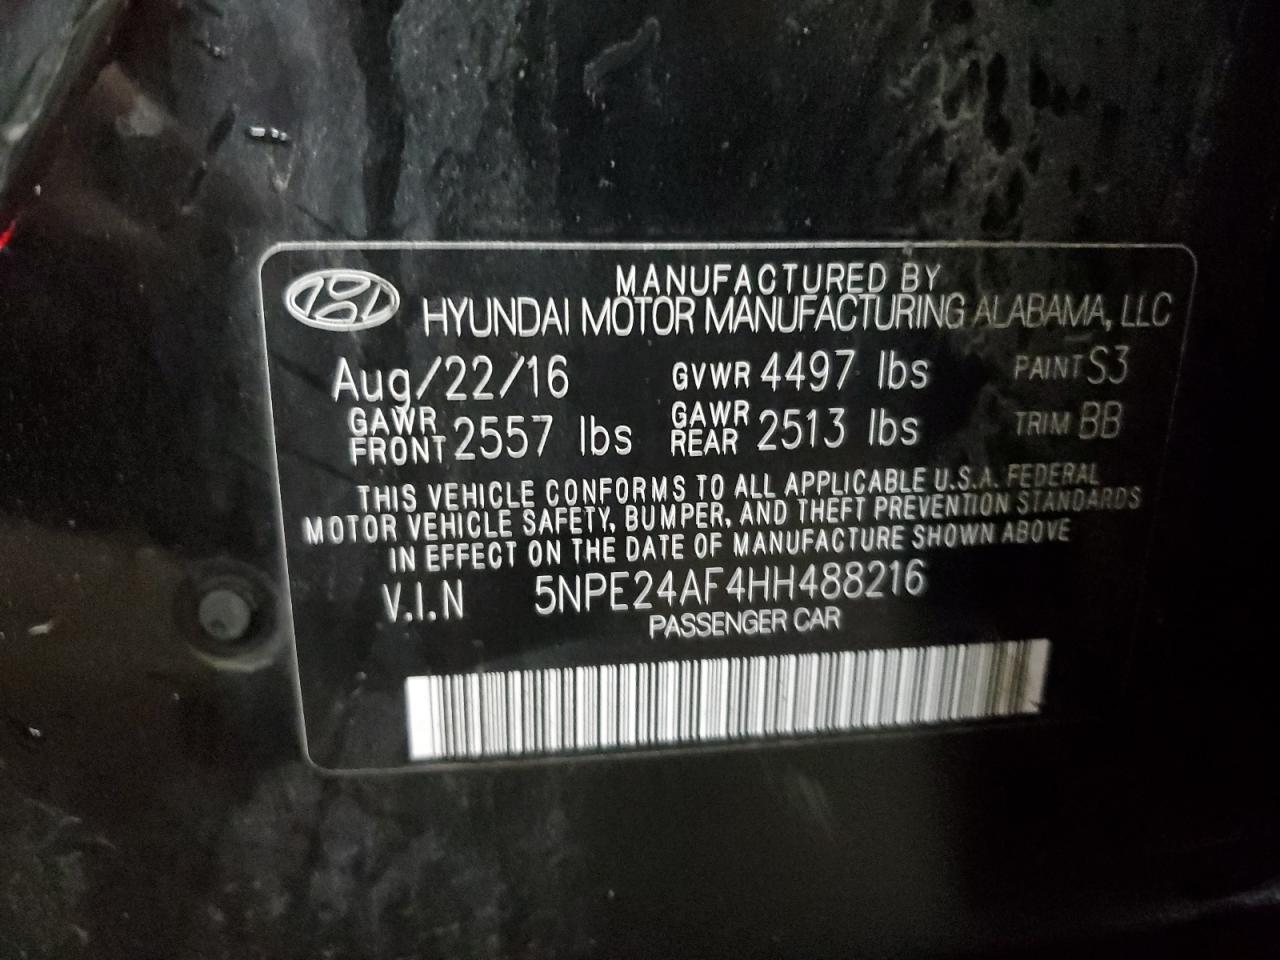 MANUFACTURED BY
HYUNDAI MOTOR MANUFACTURING ALABAMA, LLC
Aug/22/16 GVWR 4497 lbs PAINT S3
GAWR FRONT 2557 lbs GAWR REAR 2513 lbs TRIM BB
THIS VEHICLE CONFORMS TO ALL APPLICABLE U.S.A. FEDERAL
MOTOR VEHICLE SAFETY, BUMPER, AND THEFT PREVENTION STANDARDS
IN EFFECT ON THE DATE OF MANUFACTURE SHOWN ABOVE
V.I.N 5NPE24AF4HH488216
PASSENGER CAR